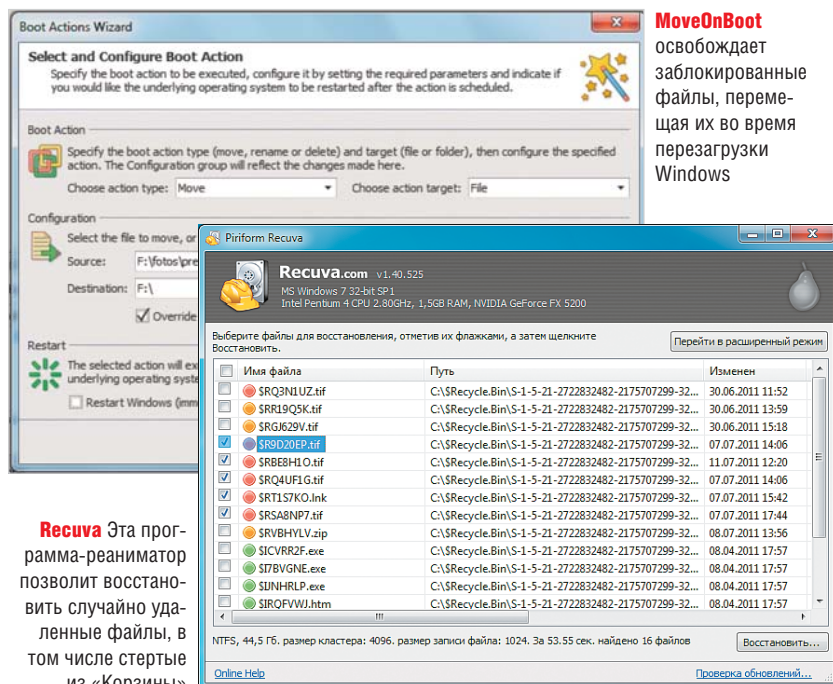 Boot Actions Wizard
Select and Configure Boot Action
Specify the boot action to be executed, configure it by setting the required parameters and indicate if
you would like the underlying operating system to be restarted after the action is scheduled.
Boot Action
Specify the boot action type (move, rename or delete) and target (file or folder), then configure the specified
action. The Configuration group will reflect the changes made here.
Choose action type: Move
Choose action target: File
Configuration
Select the file to move, or
Source: F:\fotos\pre
Destination: F:\
Override
Restart
The selected action will ex
underlying operating syste
Restart Windows (imm
MoveOnBoot
освобождает
заблокированные
файлы, переме-
щая их во время
перезагрузки
Windows
Piriform Recuva
Recuva.com v1.40.525
MS Windows 7 32-bit SP1
Intel Pentium 4 CPU 2.80GHz, 1,5GB RAM, NVIDIA GeForce FX 5200
Выберите файлы для восстановления, отметив их флажками, а затем щелкните
Восстановить.
Перейти в расширенный режим
Имя файла Путь Изменен
$RQ3N1UZ.tif C:\$Recycle.Bin\S-1-5-21-2722832482-2175707299-32... 30.06.2011 11:52
$RR19Q5K.tif C:\$Recycle.Bin\S-1-5-21-2722832482-2175707299-32... 30.06.2011 13:59
$RGJ629V.tif C:\$Recycle.Bin\S-1-5-21-2722832482-2175707299-32... 30.06.2011 15:18
$R9D20EP.tif C:\$Recycle.Bin\S-1-5-21-2722832482-2175707299-32... 07.07.2011 14:06
$RBE8H1O.tif C:\$Recycle.Bin\S-1-5-21-2722832482-2175707299-32... 11.07.2011 12:20
$RQ4UF1G.tif C:\$Recycle.Bin\S-1-5-21-2722832482-2175707299-32... 07.07.2011 14:06
$RT1S7KO.lnk C:\$Recycle.Bin\S-1-5-21-2722832482-2175707299-32... 07.07.2011 15:42
$RSA8NP7.tif C:\$Recycle.Bin\S-1-5-21-2722832482-2175707299-32... 07.07.2011 17:44
$RVBHYLV.zip C:\$Recycle.Bin\S-1-5-21-2722832482-2175707299-32... 08.07.2011 13:56
$ICVRR2F.exe C:\$Recycle.Bin\S-1-5-21-2722832482-2175707299-32... 08.04.2011 17:57
$I7BVGNE.exe C:\$Recycle.Bin\S-1-5-21-2722832482-2175707299-32... 08.04.2011 17:57
$IJNHRLP.exe C:\$Recycle.Bin\S-1-5-21-2722832482-2175707299-32... 08.04.2011 17:57
$IRQFVWJ.htm C:\$Recycle.Bin\S-1-5-21-2722832482-2175707299-32... 08.04.2011 17:57
NTFS, 44,5 Гб. размер кластера: 4096. размер записи файла: 1024. За 53.55 сек. найдено 16 файлов
Восстановить...
Online Help
Проверка обновлений...
Recuva Эта прог-
рамма-реаниматор
позволит восстано-
вить случайно уда-
ленные файлы, в
том числе стертые
из «Корзины»